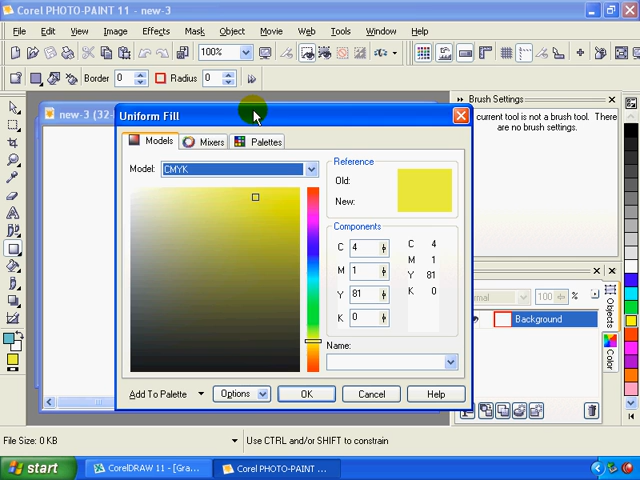 Corel PHOTO-PAINT 11 - new-3
File Edit View Image Effects Mask Object Movie Web Tools Window Help
100%
Border 0 Radius 0
new-3 (32-
Uniform Fill
Brush Settings
current tool is not a brush tool. There
are no brush settings.
Models Mixers Palettes
Model: CMYK
Reference
Old:
New:
Components
C 4 C 4
M 1 M 1
Y 81 Y 81
K 0 K 0
Name:
Add To Palette Options OK Cancel Help
100 %
Background
Objects
Color
File Size: 0 KB Use CTRL and/or SHIFT to constrain
start CorelDRAW 11 - [Gra... Corel PHOTO-PAINT ...